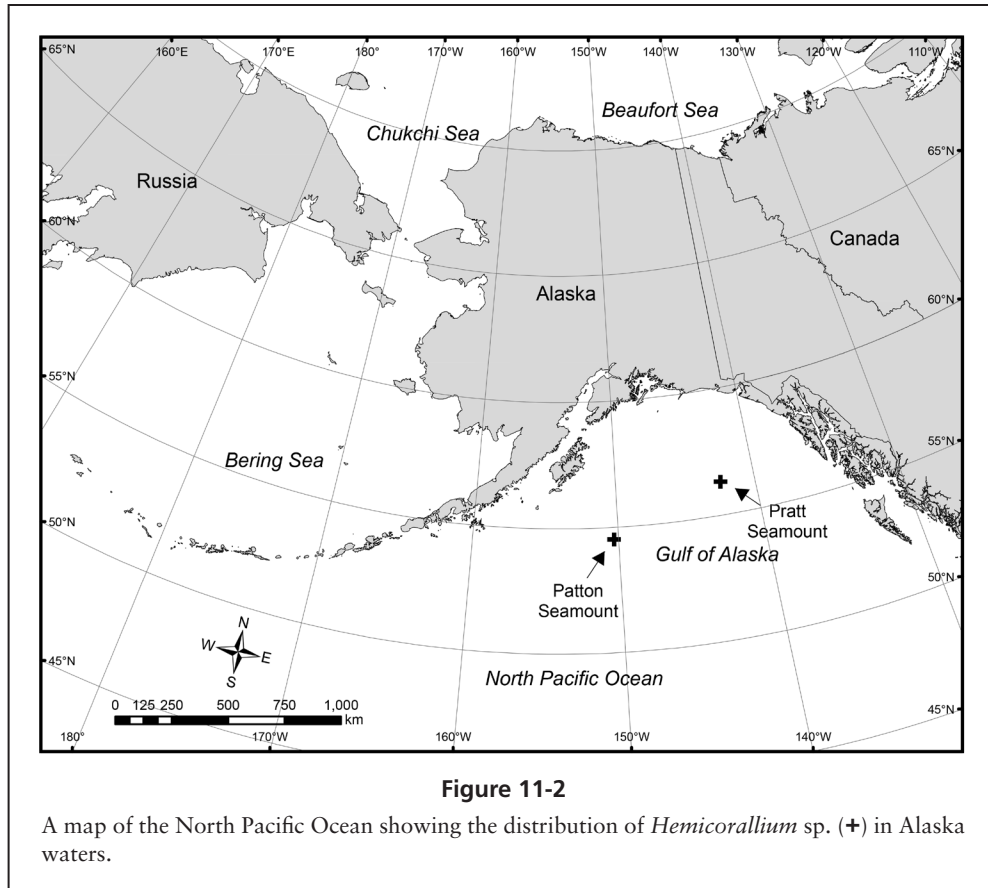 160°E 170°E 180° 170°W 160°W 150°W 140°W 130°W 120°W 110°W
65°N
Beaufort Sea
Chukchi Sea
65°N
Russia
60°N
Canada
Alaska
60°N
55°N
55°N
Bering Sea
50°N
Pratt
Seamount
Gulf of Alaska
50°N
Patton
Seamount
N
W E
S
45°N
North Pacific Ocean
45°N
0 125 250 500 750 1,000
km
180° 170°W 160°W 150°W 140°W
Figure 11-2
A map of the North Pacific Ocean showing the distribution of Hemicorallium sp. (+) in Alaska
waters.